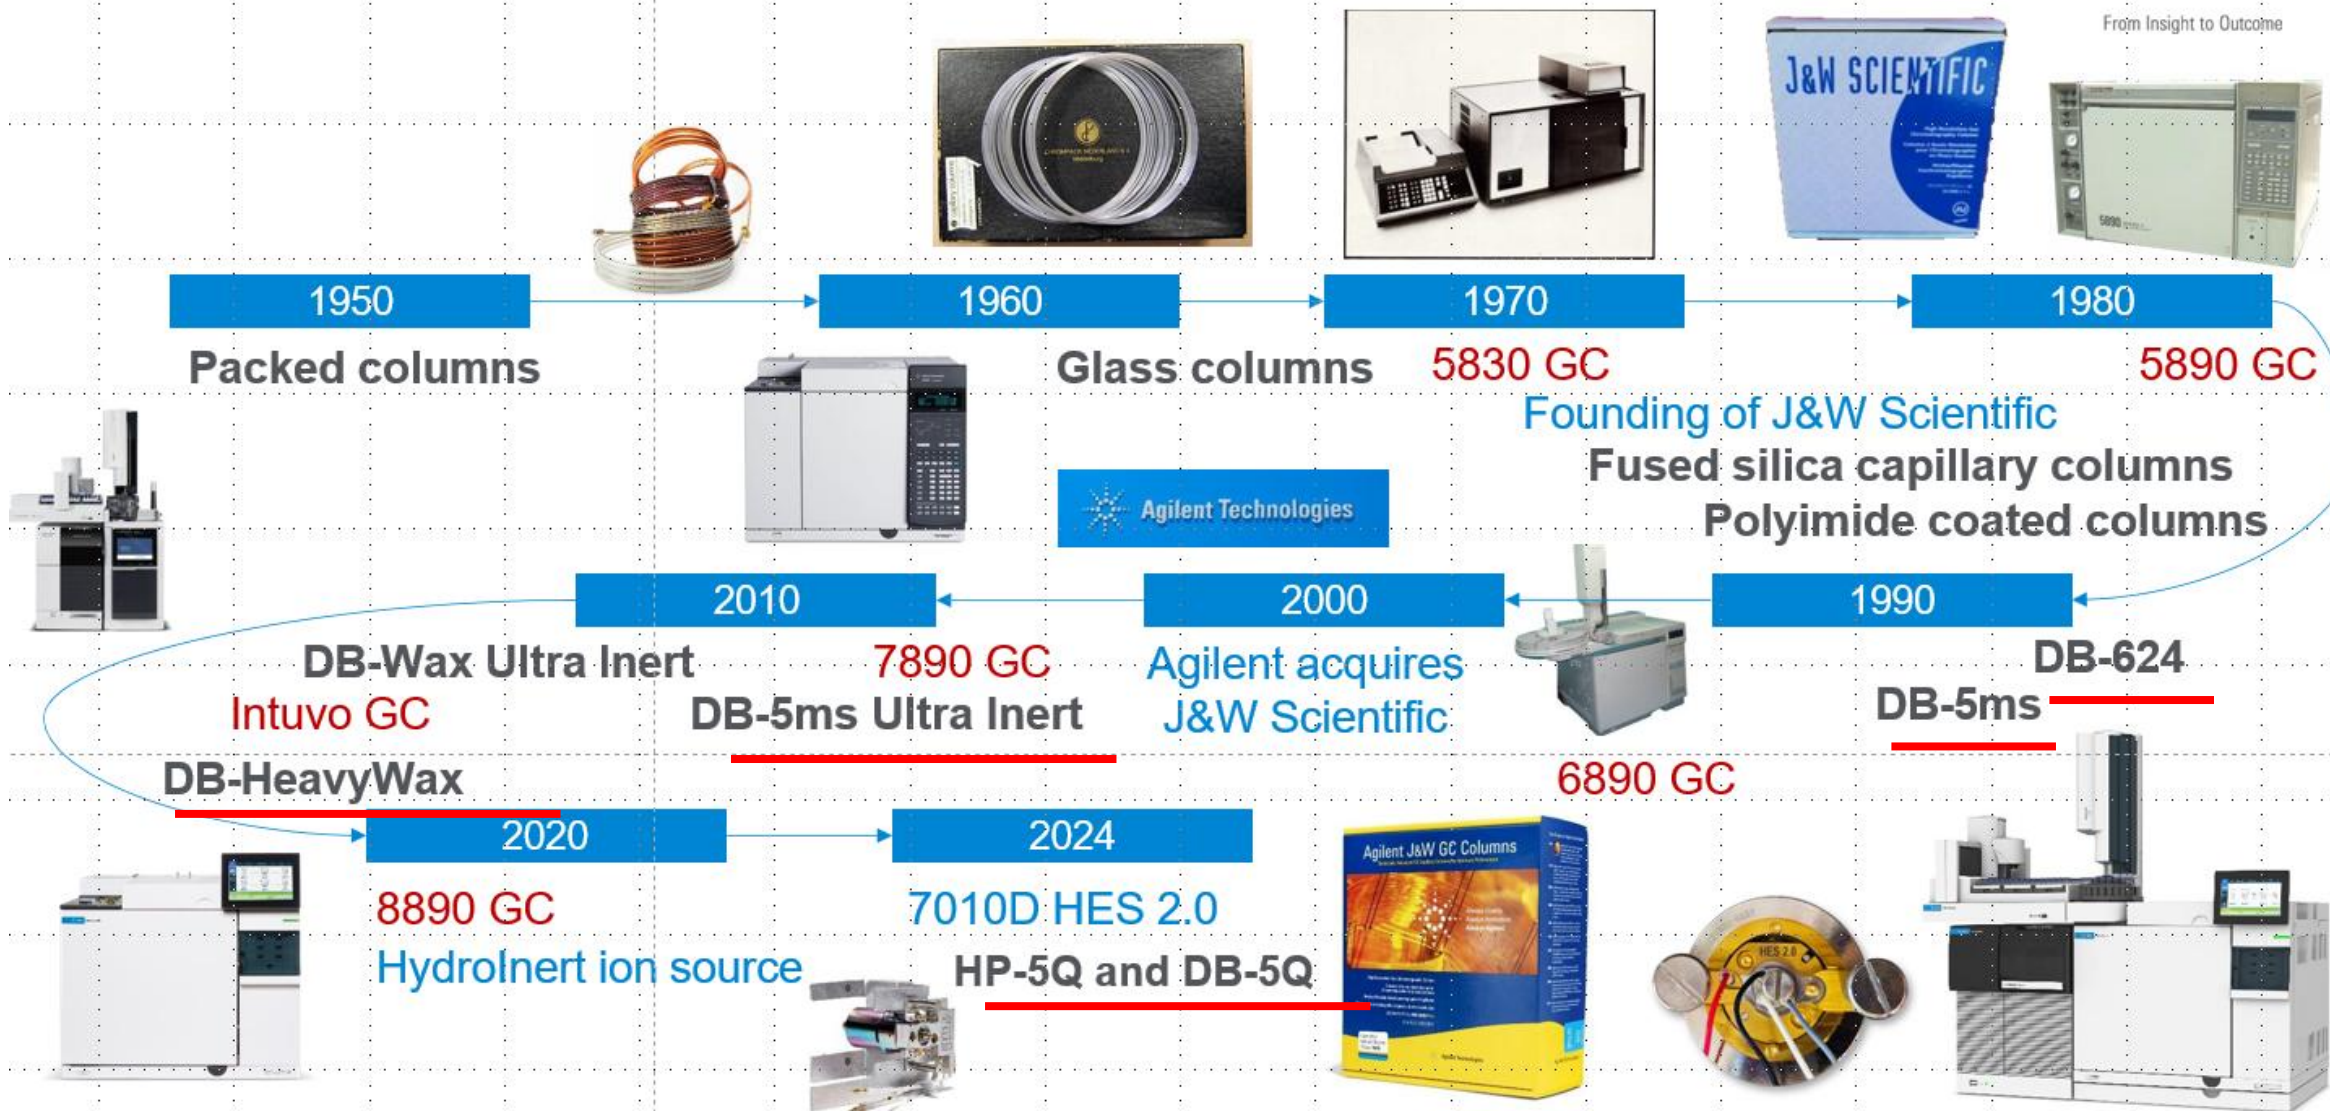 From Insight to Outcome
J&W SCIENTIFIC
5890
1950
1960
1970
1980
Packed columns
Glass columns
5830 GC
5890 GC
Founding of J&W Scientific
Fused silica capillary columns
Polyimide coated columns
Agilent Technologies
2010
2000
1990
DB-Wax Ultra Inert
7890 GC
Agilent acquires
J&W Scientific
DB-624
Intuvo GC
DB-5ms Ultra Inert
DB-5ms
DB-HeavyWax
6890 GC
2020
2024
8890 GC
7010D HES 2.0
HydroInert ion source
HP-5Q and DB-5Q
Agilent J&W GC Columns
HES 2.0